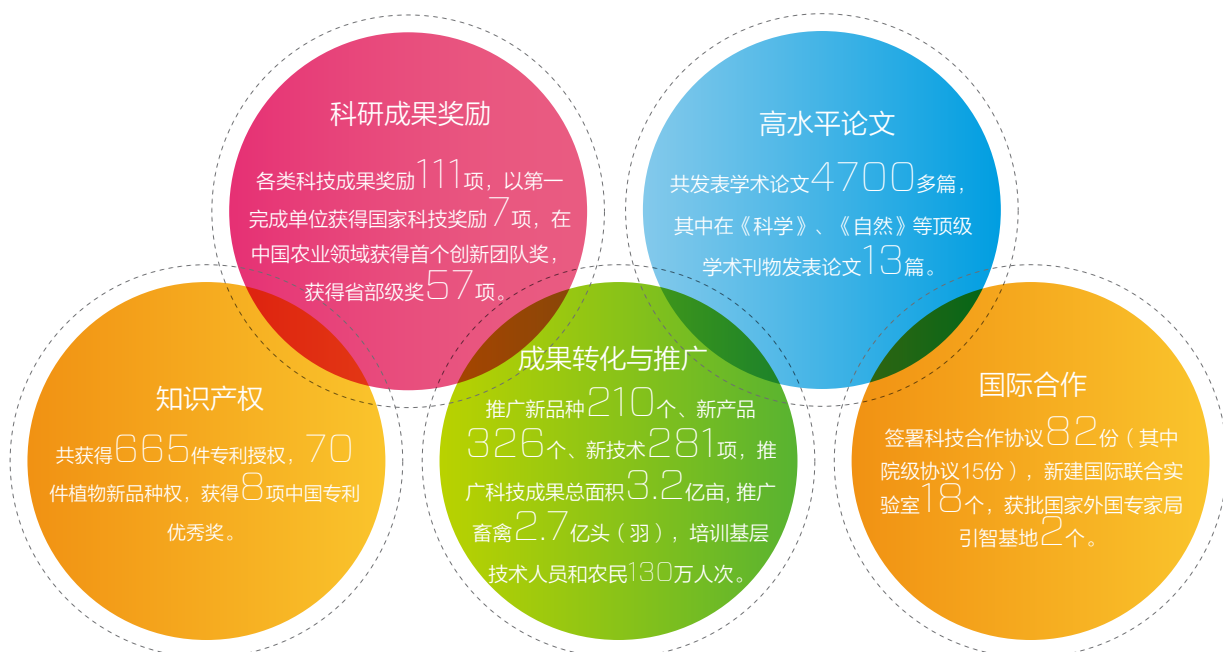 科研成果奖励
各类科技成果奖励111项，以第一
完成单位获得国家科技奖励7项，在
中国农业领域获得首个创新团队奖，
获得省部级奖57项。
高水平论文
共发表学术论文4700多篇，
其中在《科学》、《自然》等顶级
学术刊物发表论文13篇。
知识产权
共获得665件专利授权，70
件植物新品种权，获得8项中国专利
优秀奖。
成果转化与推广
推广新品种210个、新产品
326个、新技术281项，推
广科技成果总面积3.2亿亩,推广
畜禽2.7亿头（羽），培训基层
技术人员和农民130万人次。
国际合作
签署科技合作协议82份（其中
院级协议15份），新建国际联合实
验室18个，获批国家外国专家局
引智基地2个。